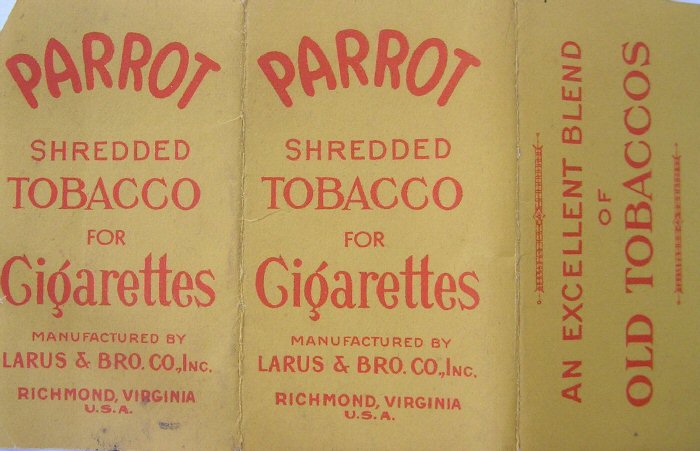 PARROT
SHREDDED
TOBACCO
FOR
Cigarettes
MANUFACTURED BY
LARUS & BRO. CO., INC.
RICHMOND, VIRGINIA
U.S.A.
PARROT
SHREDDED
TOBACCO
FOR
Cigarettes
MANUFACTURED BY
LARUS & BRO. CO., INC.
RICHMOND, VIRGINIA
U.S.A.
AN EXCELLENT BLEND
OF
OLD TOBACCOS